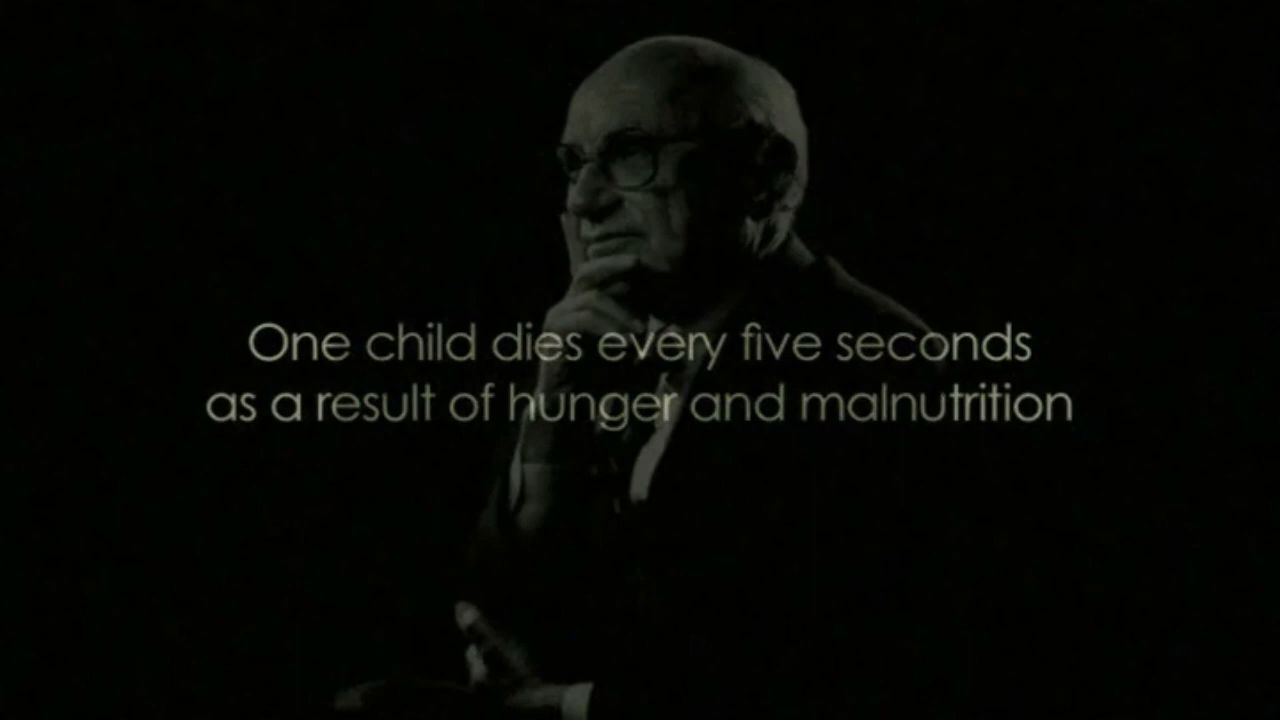 One child dies every five seconds
as a result of hunger and malnutrition